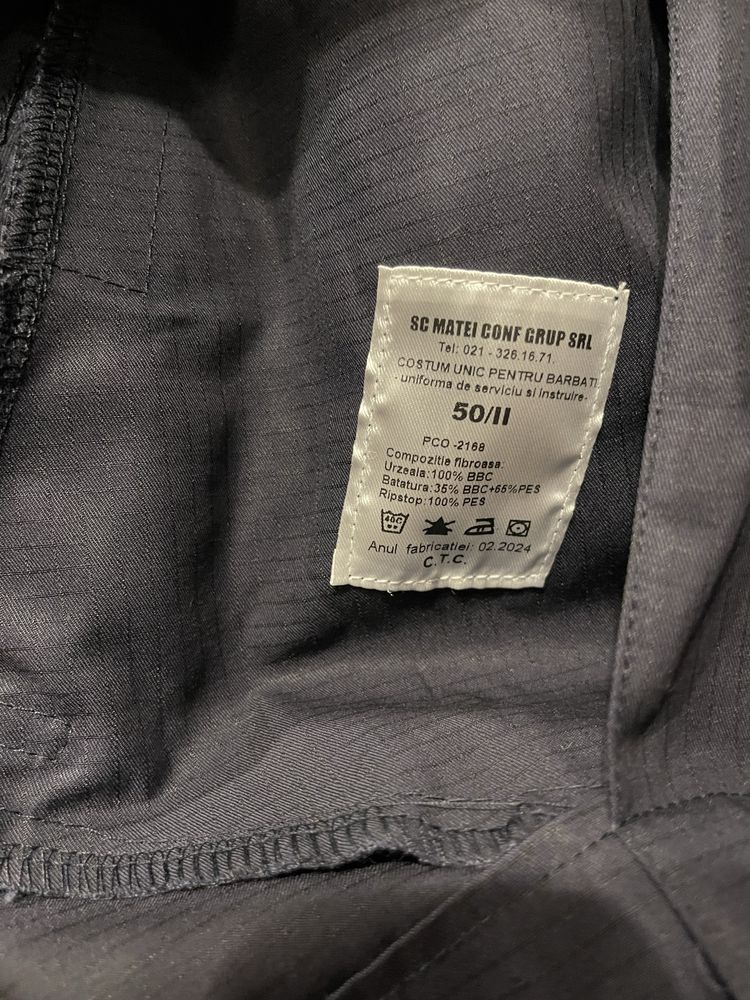 SC MATEI CONF GRUP SRL
Tel: 021 - 326.16.71.
COSTUM UNIC PENTRU BARBATI
- uniforma de serviciu si instruire-
50/II
PCO -2168
Compozitie fibroasa:
Urzeala:100% BBC
Batatura:35% BBC+65%PES
Ripstop:100% PES
40C
Anul fabricatiei: 02.2024
C.T.C.